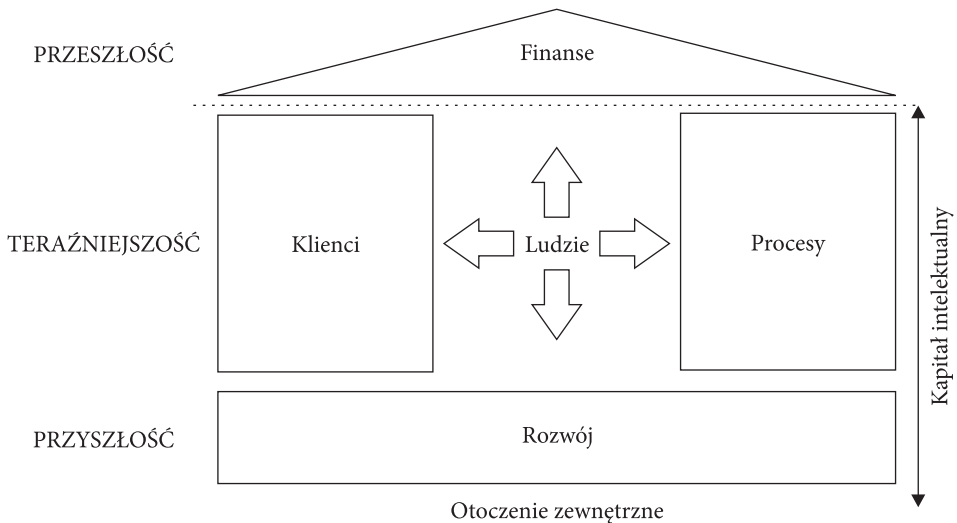 PRZESZŁOŚĆ
Finanse
TERAŹNIEJSZOŚĆ
Klienci
Ludzie
Procesy
Kapitał intelektualny
PRZYSZŁOŚĆ
Rozwój
Otoczenie zewnętrzne